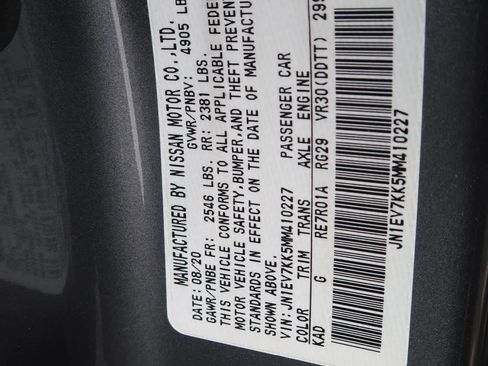 MANUFACTURED BY NISSAN MOTOR CO.,LTD.
GVWR/PNBV: 4905 LB
DATE: 08/20
GAWR/PNBE FR: 2546 LBS. RR: 2381 LBS.
THIS VEHICLE CONFORMS TO ALL APPLICABLE FEDE
MOTOR VEHICLE SAFETY, BUMPER, AND THEFT PREVENT
STANDARDS IN EFFECT ON THE DATE OF MANUFACTUR
SHOWN ABOVE.
VIN: JN1EV7KK5MM410227 PASSENGER CAR
COLOR TRIM TRANS AXLE ENGINE
KAD G RE7R01A RG29 VR30(DDTT) 299
JN1EV7KK5MM410227